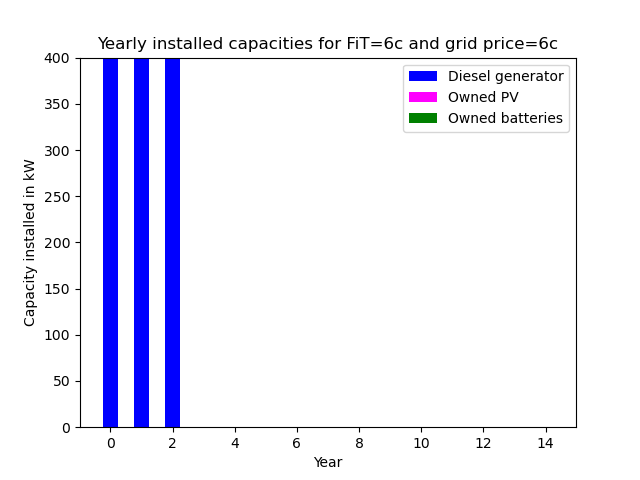 Yearly installed capacities for FiT=6c and grid price=6c
400
350
300
250
200
150
100
50
0
Capacity installed in kW
Diesel generator
Owned PV
Owned batteries
0 2 4 6 8 10 12 14
Year